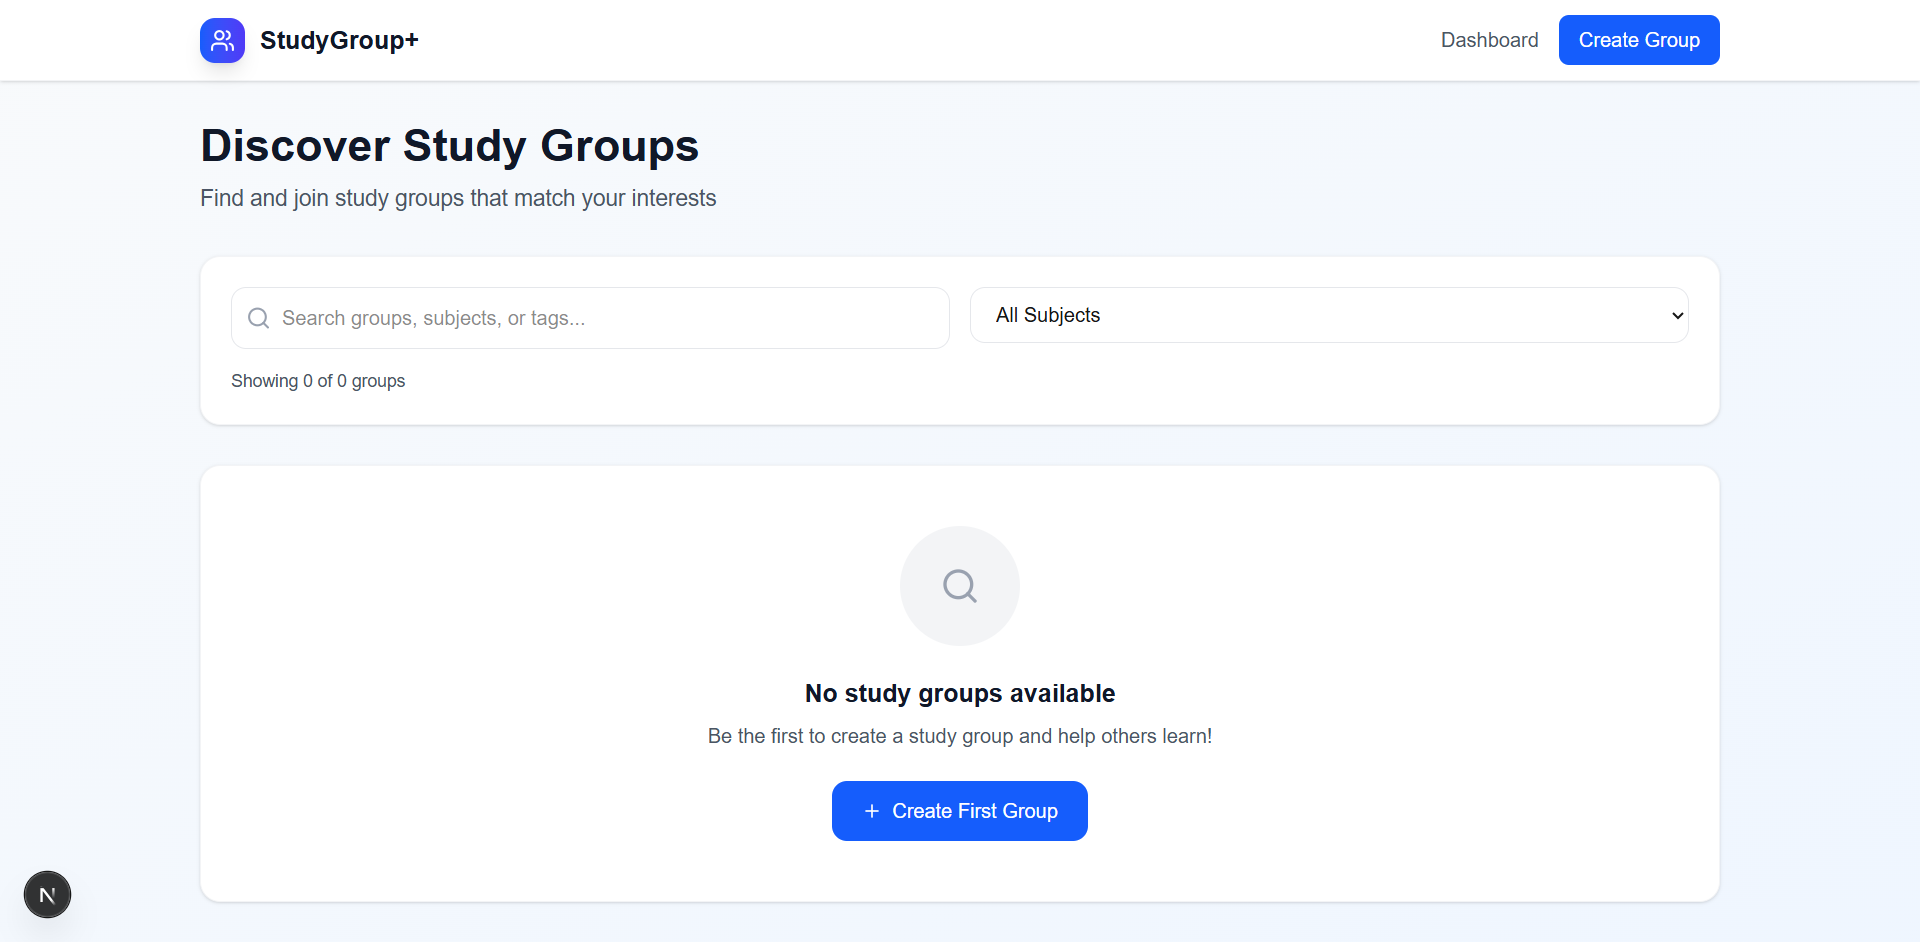 StudyGroup+
Dashboard
Create Group
Discover Study Groups
Find and join study groups that match your interests
Search groups, subjects, or tags...
All Subjects
Showing 0 of 0 groups
No study groups available
Be the first to create a study group and help others learn!
+ Create First Group
N